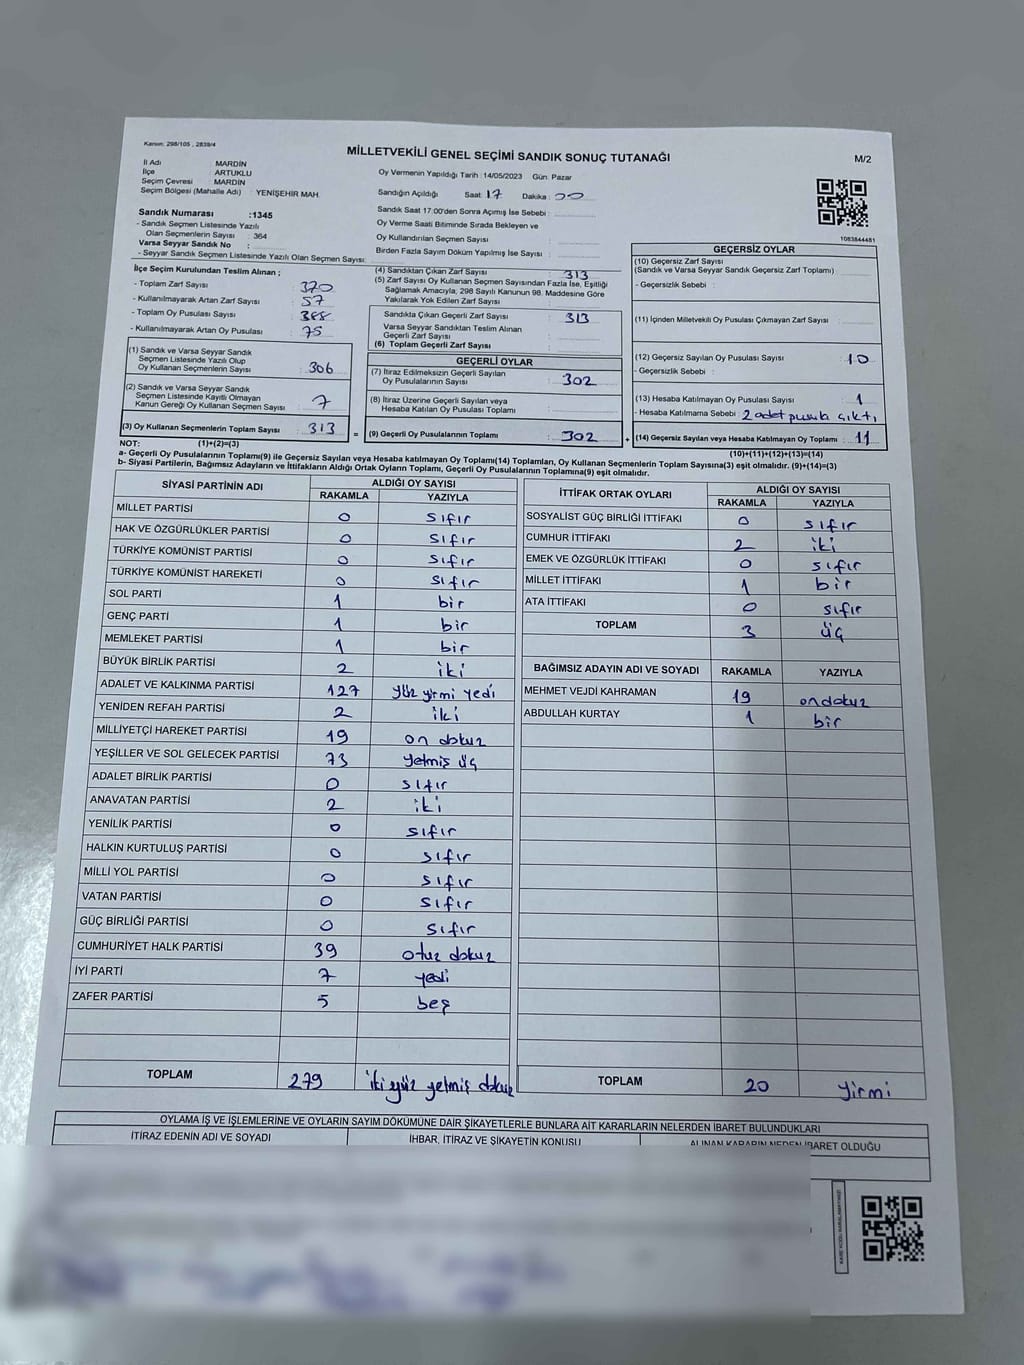 Kanun: 298/105 , 2839/4
MİLLETVEKİLİ GENEL SEÇİMİ SANDIK SONUÇ TUTANAĞI
M/2
İl Adı : MARDİN
İlçe : ARTUKLU
Seçim Çevresi : MARDİN
Seçim Bölgesi (Mahalle Adı) : YENİŞEHİR MAH.
Oy Vermenin Yapıldığı Tarih :14/05/2023 Gün: Pazar
Sandığın Açıldığı Saat: 17 Dakika: 00
Sandık Saat 17:00'den Sonra Açımış İse Sebebi :
Oy Verme Saati Bitiminde Sırada Bekleyen ve
Oy Kullandırılan Seçmen Sayısı :
Birden Fazla Sayım Döküm Yapılmış İse Sayısı :
Sandık Numarası :1345
- Sandık Seçmen Listesinde Yazılı
Olan Seçmenlerin Sayısı : 364
Varsa Seyyar Sandık No :
- Seyyar Sandık Seçmen Listesinde Yazılı Olan Seçmen Sayısı:
1083844481
İlçe Seçim Kurulundan Teslim Alınan ;
- Toplam Zarf Sayısı : 370
- Kullanılmayarak Artan Zarf Sayısı : 57
- Toplam Oy Pusulası Sayısı : 388
- Kullanılmayarak Artan Oy Pusulası : 75
(1) Sandık ve Varsa Seyyar Sandık
Seçmen Listesinde Yazılı Olup
Oy Kullanan Seçmenlerin Sayısı : 306
(2) Sandık ve Varsa Seyyar Sandık
Seçmen Listesinde Kayıtlı Olmayan
Kanun Gereği Oy Kullanan Seçmen Sayısı : 7
(3) Oy Kullanan Seçmenlerin Toplam Sayısı : 313
(4) Sandıktan Çıkan Zarf Sayısı : 313
(5) Zarf Sayısı Oy Kullanan Seçmen Sayısından Fazla İse, Eşitliği
Sağlamak Amacıyla, 298 Sayılı Kanunun 98. Maddesine Göre
Yakılarak Yok Edilen Zarf Sayısı :
Sandıkta Çıkan Geçerli Zarf Sayısı : 313
Varsa Seyyar Sandıktan Teslim Alınan
Geçerli Zarf Sayısı :
(6) Toplam Geçerli Zarf Sayısı :
GEÇERLİ OYLAR
(7) İtiraz Edilmeksizin Geçerli Sayılan
Oy Pusulalarının Sayısı : 302
(8) İtiraz Üzerine Geçerli Sayılan veya
Hesaba Katılan Oy Pusulası Toplamı :
= (9) Geçerli Oy Pusulalarının Toplamı : 302
GEÇERSİZ OYLAR
(10) Geçersiz Zarf Sayısı
(Sandık ve Varsa Seyyar Sandık Geçersiz Zarf Toplamı) :
- Geçersizlik Sebebi :
(11) İçinden Milletvekili Oy Pusulası Çıkmayan Zarf Sayısı :
(12) Geçersiz Sayılan Oy Pusulası Sayısı : 10
- Geçersizlik Sebebi :
(13) Hesaba Katılmayan Oy Pusulası Sayısı : 1
- Hesaba Katılmama Sebebi : 2 adet pusula çıktı
+ (14) Geçersiz Sayılan veya Hesaba Katılmayan Oy Toplamı : 11
NOT: (1)+(2)=(3)
(10)+(11)+(12)+(13)=(14)
a- Geçerli Oy Pusulalarının Toplamı(9) ile Geçersiz Sayılan veya Hesaba katılmayan Oy Toplamı(14) Toplamları, Oy Kullanan Seçmenlerin Toplam Sayısına(3) eşit olmalıdır. (9)+(14)=(3)
b- Siyasi Partilerin, Bağımsız Adayların ve İttifakların Aldığı Ortak Oyların Toplamı, Geçerli Oy Pusulalarının Toplamına(9) eşit olmalıdır.
SİYASİ PARTİNİN ADI ALDIĞI OY SAYISI
RAKAMLA YAZIYLA
MİLLET PARTİSİ 0 sıfır
HAK VE ÖZGÜRLÜKLER PARTİSİ 0 sıfır
TÜRKİYE KOMÜNİST PARTİSİ 0 sıfır
TÜRKİYE KOMÜNİST HAREKETİ 0 sıfır
SOL PARTİ 1 bir
GENÇ PARTİ 1 bir
MEMLEKET PARTİSİ 1 bir
BÜYÜK BİRLİK PARTİSİ 2 iki
ADALET VE KALKINMA PARTİSİ 127 yüz yirmi yedi
YENİDEN REFAH PARTİSİ 2 iki
MİLLİYETÇİ HAREKET PARTİSİ 19 on dokuz
YEŞİLLER VE SOL GELECEK PARTİSİ 73 yetmiş üç
ADALET BİRLİK PARTİSİ 0 sıfır
ANAVATAN PARTİSİ 2 iki
YENİLİK PARTİSİ 0 sıfır
HALKIN KURTULUŞ PARTİSİ 0 sıfır
MİLLİ YOL PARTİSİ 0 sıfır
VATAN PARTİSİ 0 sıfır
GÜÇ BİRLİĞİ PARTİSİ 0 sıfır
CUMHURİYET HALK PARTİSİ 39 otuz dokuz
İYİ PARTİ 7 yedi
ZAFER PARTİSİ 5 beş
TOPLAM 279 iki yüz yetmiş dokuz
İTTİFAK ORTAK OYLARI ALDIĞI OY SAYISI
RAKAMLA YAZIYLA
SOSYALİST GÜÇ BİRLİĞİ İTTİFAKI 0 sıfır
CUMHUR İTTİFAKI 2 iki
EMEK VE ÖZGÜRLÜK İTTİFAKI 0 sıfır
MİLLET İTTİFAKI 1 bir
ATA İTTİFAKI 0 sıfır
TOPLAM 3 üç
BAĞIMSIZ ADAYIN ADI VE SOYADI RAKAMLA YAZIYLA
MEHMET VEJDİ KAHRAMAN 19 ondokuz
ABDULLAH KURTAY 1 bir
TOPLAM 20 yirmi
OYLAMA İŞ VE İŞLEMLERİNE VE OYLARIN SAYIM DÖKÜMÜNE DAİR ŞİKAYETLERLE BUNLARA AİT KARARLARIN NELERDEN İBARET BULUNDUKLARI
İTİRAZ EDENİN ADI VE SOYADI İHBAR, İTİRAZ VE ŞİKAYETİN KONUSU ALINAN KARARIN NEDEN İBARET OLDUĞU